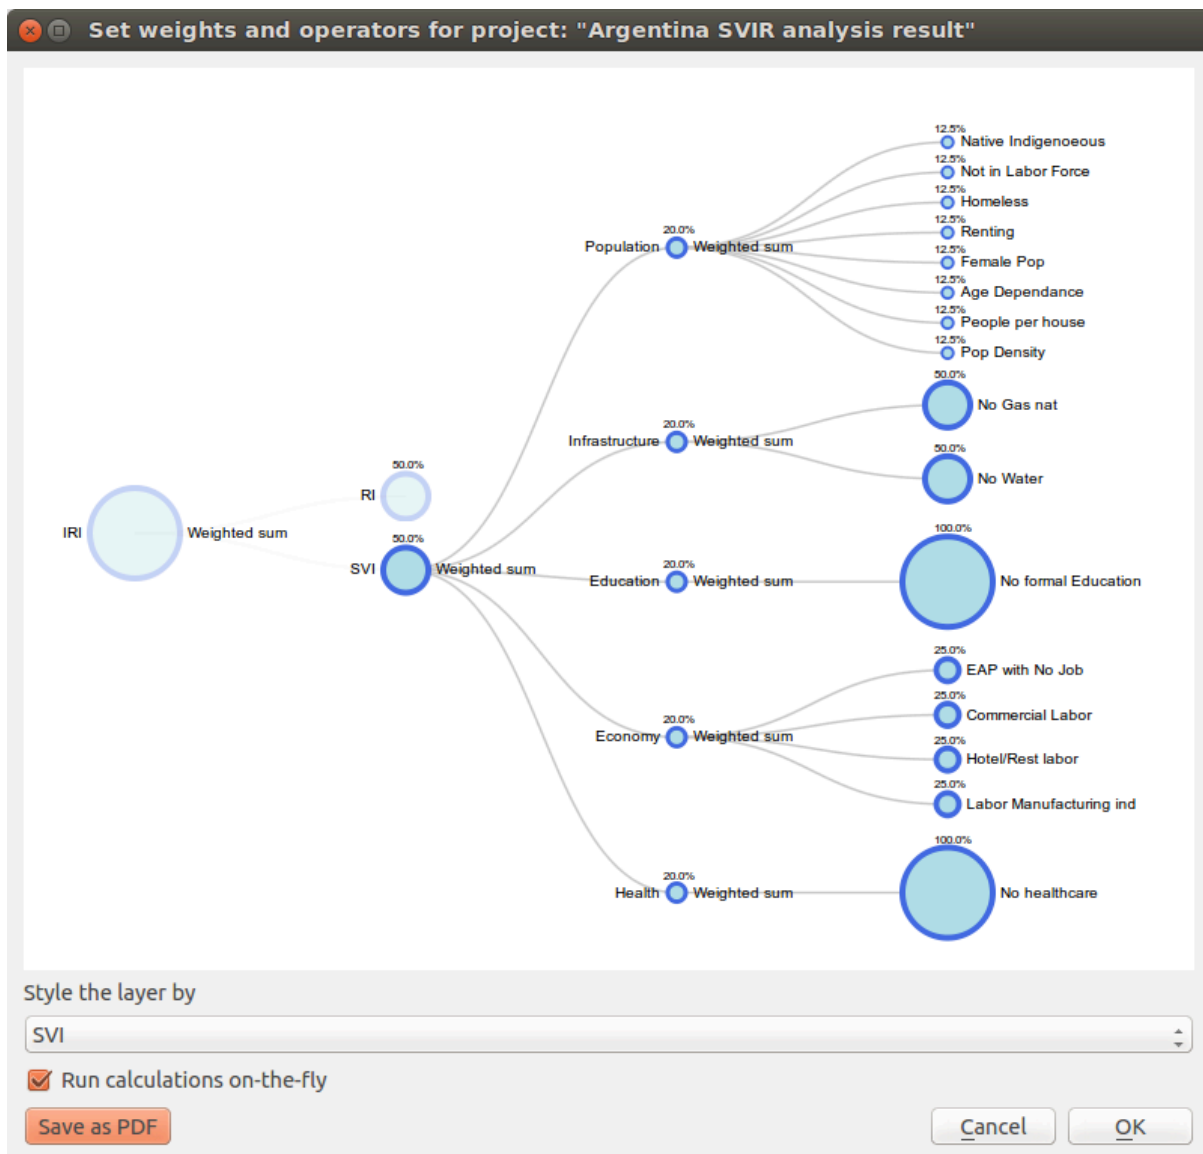 Set weights and operators for project: "Argentina SVIR analysis result"
12.5%
Native Indigenoeous
12.5%
Not in Labor Force
12.5%
Homeless
12.5%
Renting
12.5%
Female Pop
12.5%
Age Dependance
12.5%
People per house
12.5%
Pop Density
20.0%
Population Weighted sum
50.0%
No Gas nat
20.0%
Infrastructure Weighted sum
50.0%
No Water
50.0%
RI
IRI Weighted sum
50.0%
SVI Weighted sum
100.0%
No formal Education
20.0%
Education Weighted sum
25.0%
EAP with No Job
25.0%
Commercial Labor
20.0%
Economy Weighted sum
25.0%
Hotel/Rest labor
25.0%
Labor Manufacturing ind
100.0%
No healthcare
20.0%
Health Weighted sum
Style the layer by
SVI
Run calculations on-the-fly
Save as PDF
Cancel
OK